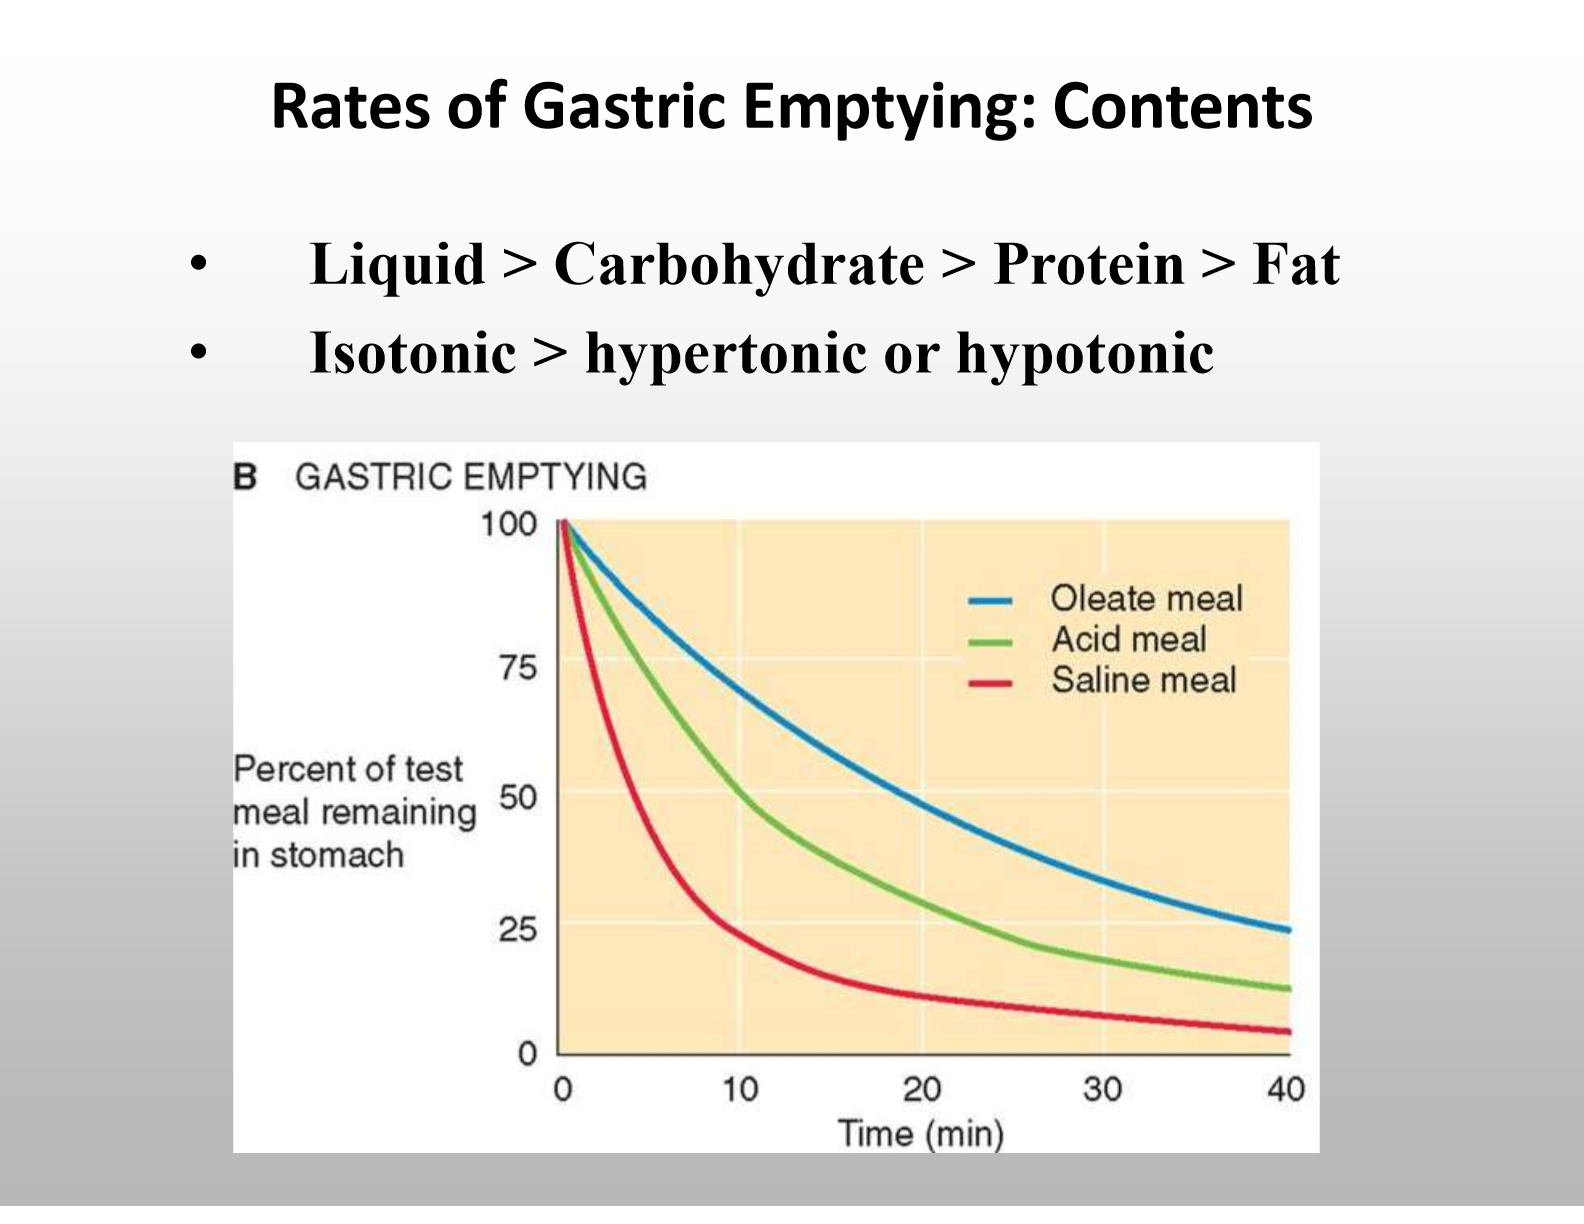 Rates of Gastric Emptying: Contents
• Liquid > Carbohydrate > Protein > Fat
• Isotonic > hypertonic or hypotonic
B GASTRIC EMPTYING
100
75
50
25
0
Percent of test
meal remaining
in stomach
Oleate meal
Acid meal
Saline meal
0 10 20 30 40
Time (min)